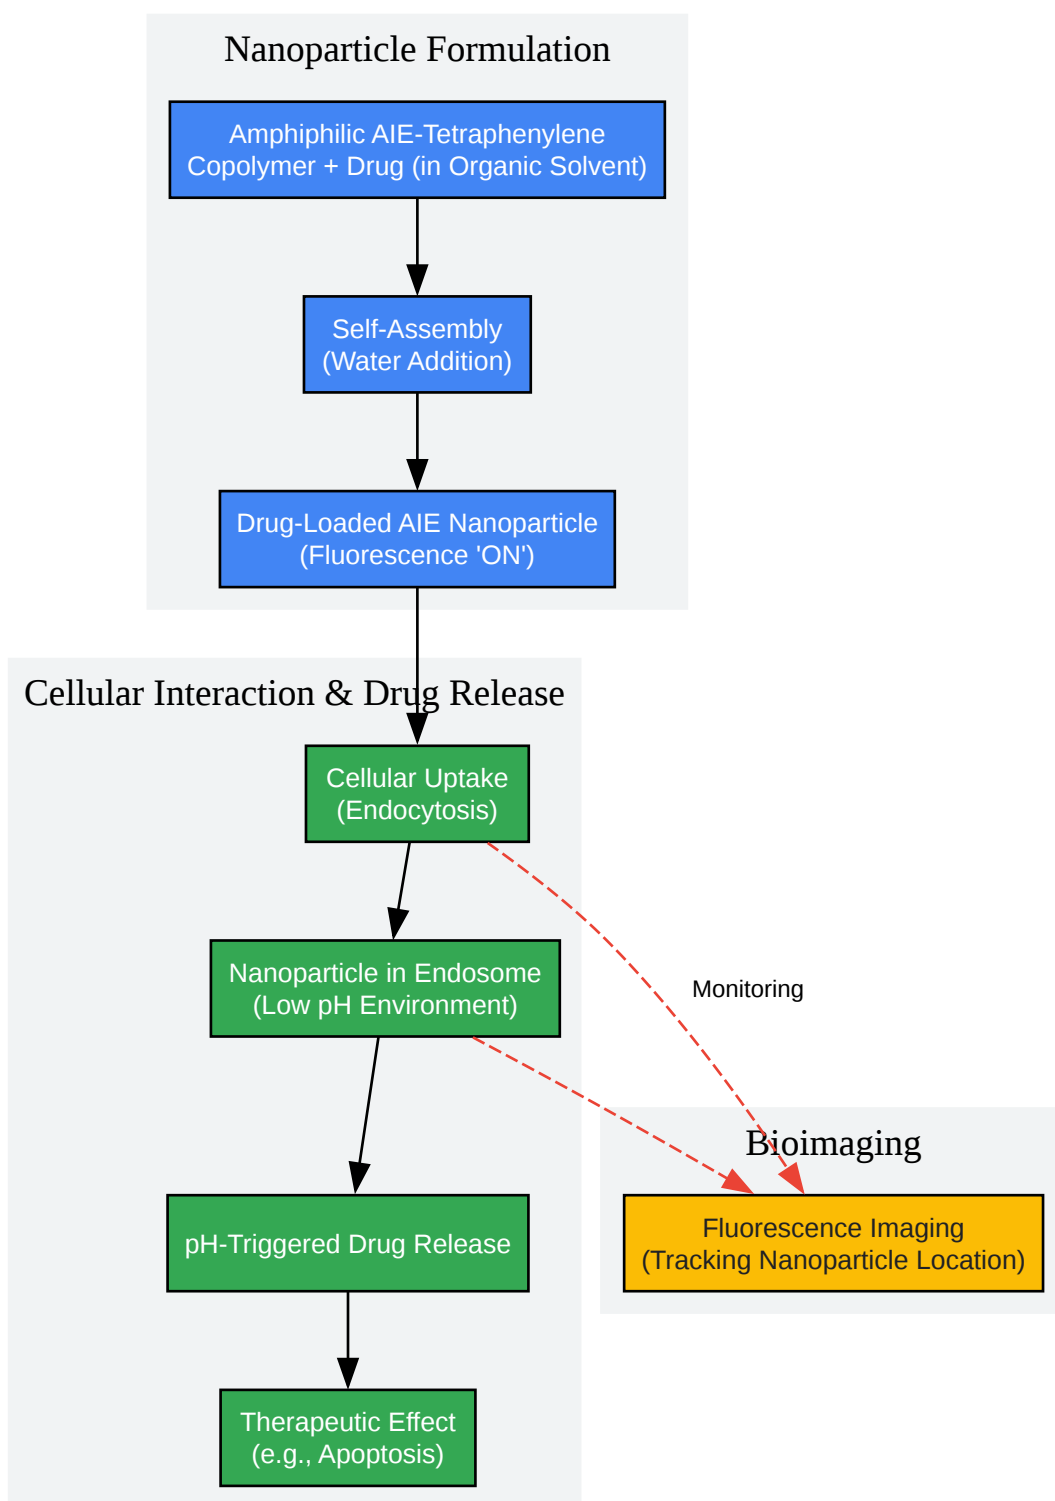 Nanoparticle Formulation
Amphiphilic AIE-Tetraphenylene
Copolymer + Drug (in Organic Solvent)
Self-Assembly
(Water Addition)
Drug-Loaded AIE Nanoparticle
(Fluorescence 'ON')
Cellular Interaction & Drug Release
Cellular Uptake
(Endocytosis)
Nanoparticle in Endosome
(Low pH Environment)
Monitoring
Bioimaging
Fluorescence Imaging
(Tracking Nanoparticle Location)
pH-Triggered Drug Release
Therapeutic Effect
(e.g., Apoptosis)